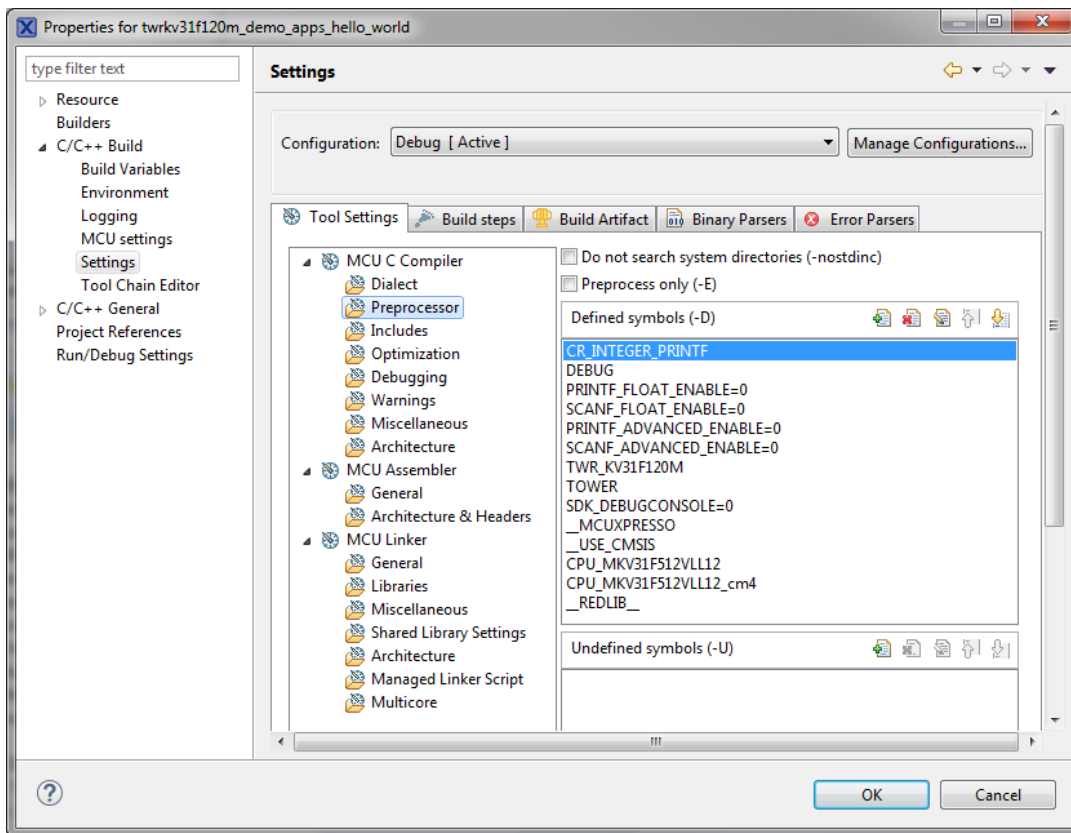 Properties for twrkv31f120m_demo_apps_hello_world
type filter text
Resource
Builders
C/C++ Build
Build Variables
Environment
Logging
MCU settings
Settings
Tool Chain Editor
C/C++ General
Project References
Run/Debug Settings
Settings
Configuration: Debug [ Active ] Manage Configurations...
Tool Settings Build steps Build Artifact Binary Parsers Error Parsers
MCU C Compiler
Dialect
Preprocessor
Includes
Optimization
Debugging
Warnings
Miscellaneous
Architecture
MCU Assembler
General
Architecture & Headers
MCU Linker
General
Libraries
Miscellaneous
Shared Library Settings
Architecture
Managed Linker Script
Multicore
Do not search system directories (-nostdinc)
Preprocess only (-E)
Defined symbols (-D)
CR_INTEGER_PRINTF
DEBUG
PRINTF_FLOAT_ENABLE=0
SCANF_FLOAT_ENABLE=0
PRINTF_ADVANCED_ENABLE=0
SCANF_ADVANCED_ENABLE=0
TWR_KV31F120M
TOWER
SDK_DEBUGCONSOLE=0
__MCUXPRESSO
__USE_CMSIS
CPU_MKV31F512VLL12
CPU_MKV31F512VLL12_cm4
__REDLIB__
Undefined symbols (-U)
OK Cancel